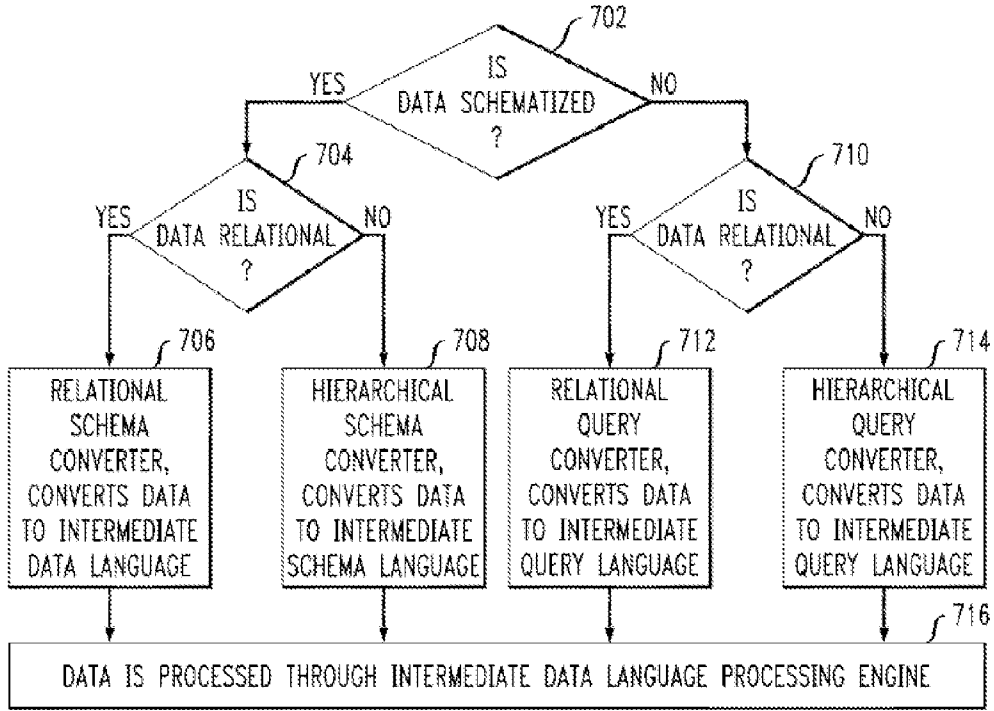 702
IS
DATA SCHEMATIZED
?
YES
NO
704
IS
DATA RELATIONAL
?
YES
NO
710
IS
DATA RELATIONAL
?
YES
NO
706
RELATIONAL
SCHEMA
CONVERTER,
CONVERTS DATA
TO INTERMEDIATE
DATA LANGUAGE
708
HIERARCHICAL
SCHEMA
CONVERTER,
CONVERTS DATA
TO INTERMEDIATE
SCHEMA LANGUAGE
712
RELATIONAL
QUERY
CONVERTER,
CONVERTS DATA
TO INTERMEDIATE
QUERY LANGUAGE
714
HIERARCHICAL
QUERY
CONVERTER,
CONVERTS DATA
TO INTERMEDIATE
QUERY LANGUAGE
716
DATA IS PROCESSED THROUGH INTERMEDIATE DATA LANGUAGE PROCESSING ENGINE